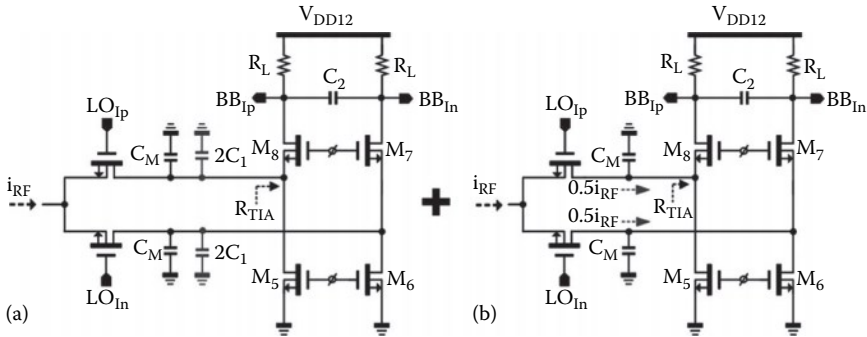 V_DD12
R_L R_L
C_2
BB_Ip BB_In
LO_Ip
C_M 2C_1
M_8 M_7
i_RF
R_TIA
C_M 2C_1
M_5 M_6
LO_In
(a)
+
V_DD12
R_L R_L
C_2
BB_Ip BB_In
LO_Ip
C_M
M_8 M_7
i_RF
0.5i_RF
R_TIA
0.5i_RF
C_M
M_5 M_6
LO_In
(b)